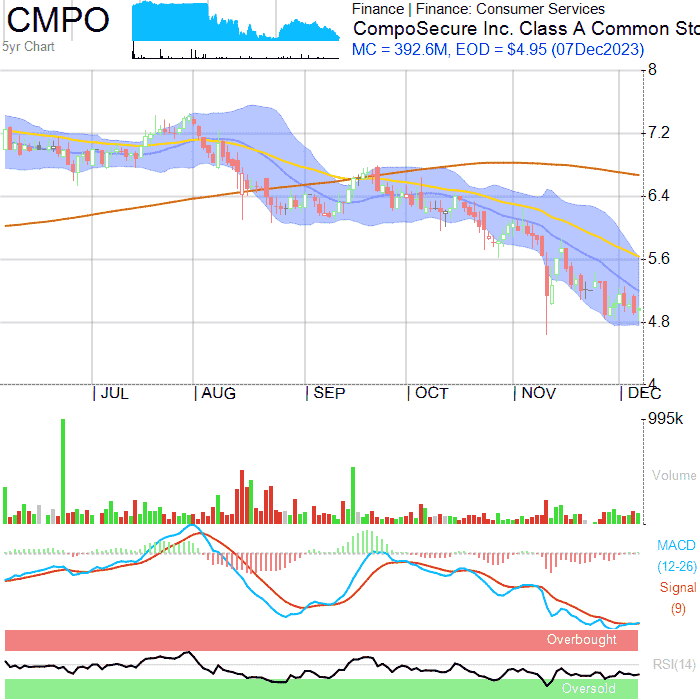 CMPO
5yr Chart
Finance | Finance: Consumer Services
CompoSecure Inc. Class A Common Sto
MC = 392.6M, EOD = $4.95 (07Dec2023)
8
7.2
6.4
5.6
4.8
4
JUL AUG SEP OCT NOV DEC
995k
Volume
MACD
(12-26)
Signal
(9)
Overbought
RSI(14)
Oversold